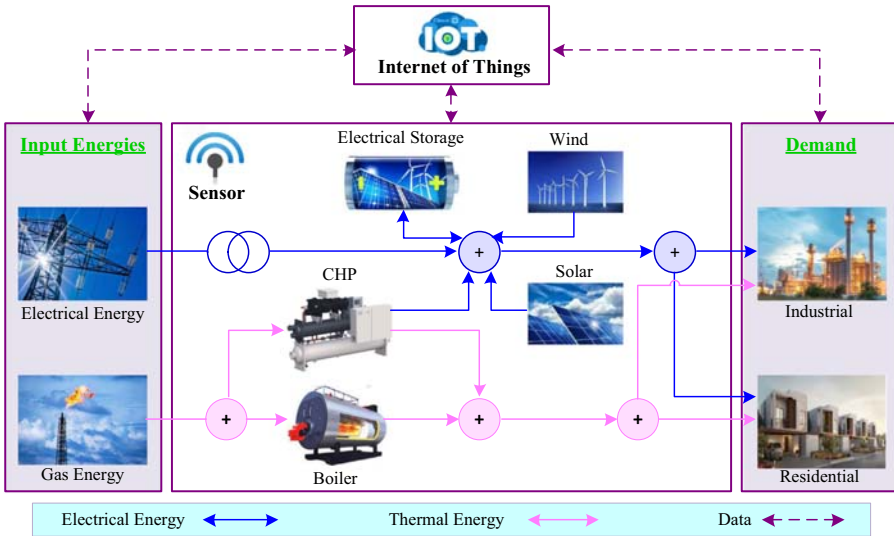 IOT
Internet of Things
Input Energies
Sensor
Electrical Storage
Wind
Demand
+
+
CHP
Solar
Electrical Energy
Industrial
+
+
+
Gas Energy
Boiler
Residential
Electrical Energy
Thermal Energy
Data